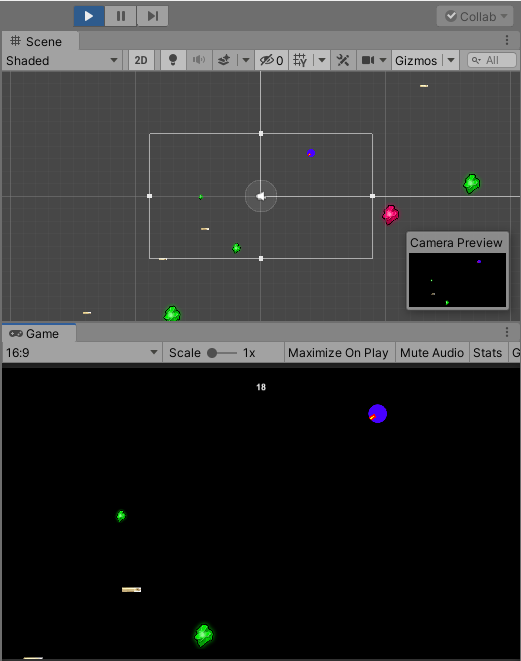 Collab
Scene
Shaded 2D 0 Gizmos All
Camera Preview
Game
16:9 Scale 1x Maximize On Play Mute Audio Stats G
18